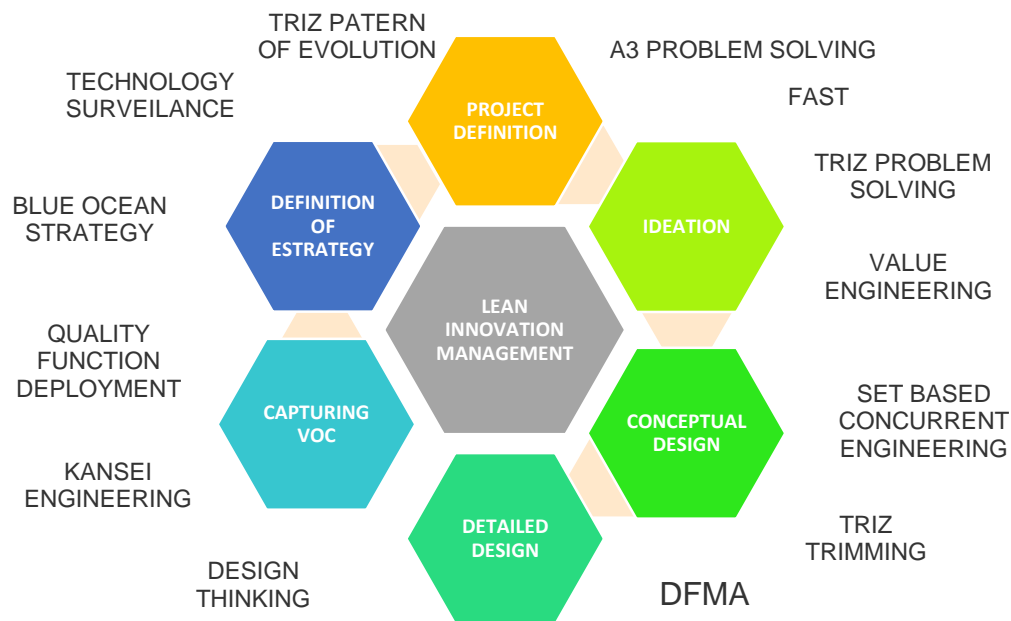 TRIZ PATERN
OF EVOLUTION
A3 PROBLEM SOLVING
TECHNOLOGY
SURVEILANCE
FAST
PROJECT
DEFINITION
TRIZ PROBLEM
SOLVING
BLUE OCEAN
STRATEGY
DEFINITION
OF
ESTRATEGY
IDEATION
VALUE
ENGINEERING
LEAN
INNOVATION
MANAGEMENT
QUALITY
FUNCTION
DEPLOYMENT
CAPTURING
VOC
CONCEPTUAL
DESIGN
SET BASED
CONCURRENT
ENGINEERING
KANSEI
ENGINEERING
DETAILED
DESIGN
TRIZ
TRIMMING
DESIGN
THINKING
DFMA